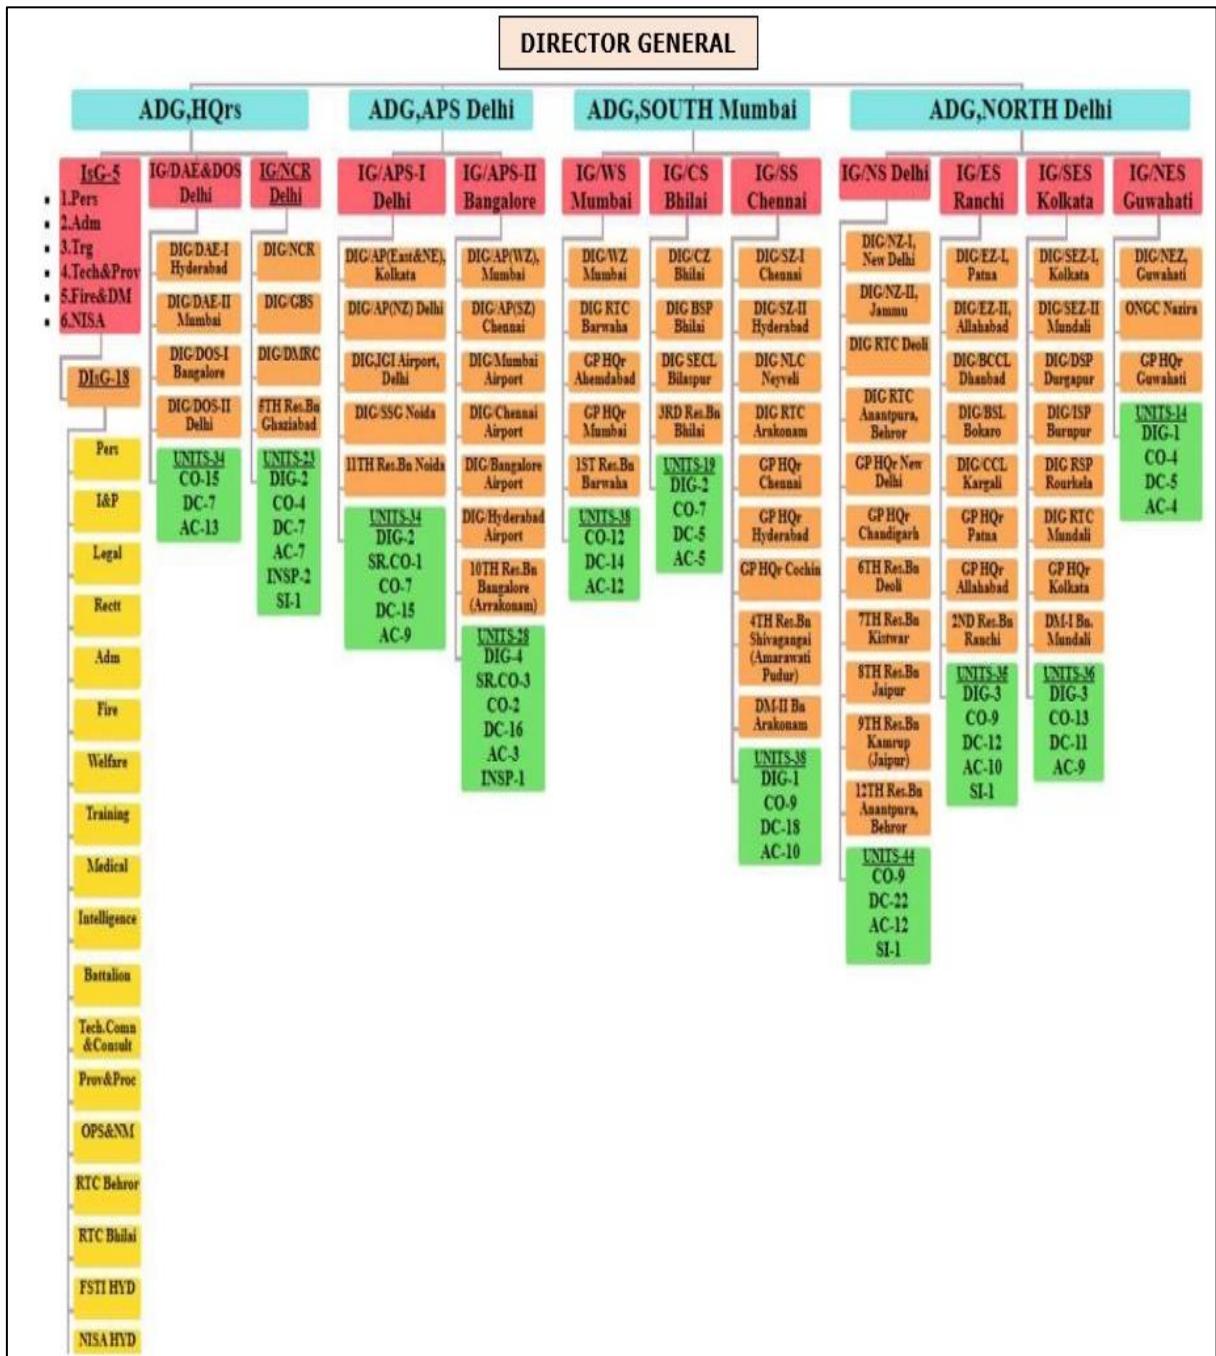 DIRECTOR GENERAL
ADG,HQrs
ADG,APS Delhi
ADG,SOUTH Mumbai
ADG,NORTH Delhi
IsG-5
1.Pers
2.Adm
3.Trg
4.Tech&Prov
5.Fire&DM
6.NISA
DIsG-18
Pers
I&P
Legal
Rectt
Adm
Fire
Welfare
Training
Medical
Intelligence
Battalion
Tech.Comn
&Consult
Prov&Proc
OPS&NM
RTC Behror
RTC Bhilai
FSTI HYD
NISA HYD
IG/DAE&DOS
Delhi
DIG/DAE-I
Hyderabad
DIG/DAE-II
Mumbai
DIG/DOS-I
Bangalore
DIG/DOS-II
Delhi
UNITS-34
CO-15
DC-7
AC-13
IG/NCR
Delhi
DIG/NCR
DIG/GBS
DIG/DMRC
5TH Res.Bn
Ghaziabad
UNITS-23
DIG-2
CO-4
DC-7
AC-7
INSP-2
SI-1
IG/APS-I
Delhi
DIG/AP(East&NE),
Kolkata
DIG/AP(NZ) Delhi
DIG,IGI Airport,
Delhi
DIG/SSG Noida
11TH Res.Bn Noida
UNITS-34
DIG-2
SR.CO-1
CO-7
DC-15
AC-9
IG/APS-II
Bangalore
DIG/AP(WZ),
Mumbai
DIG/AP(SZ)
Chennai
DIG/Mumbai
Airport
DIG/Chennai
Airport
DIG/Bangalore
Airport
DIG/Hyderabad
Airport
10TH Res.Bn
Bangalore
(Arrakonam)
UNITS-28
DIG-4
SR.CO-3
CO-2
DC-16
AC-3
INSP-1
IG/WS
Mumbai
DIG/WZ
Mumbai
DIG RTC
Barwaha
GP HQr
Ahemdabad
GP HQr
Mumbai
1ST Res.Bn
Barwaha
UNITS-38
CO-12
DC-14
AC-12
IG/CS
Bhilai
DIG/CZ
Bhilai
DIG BSP
Bhilai
DIG SECL
Bilaspur
3RD Res.Bn
Bhilai
UNITS-19
DIG-2
CO-7
DC-5
AC-5
IG/SS
Chennai
DIG/SZ-I
Chennai
DIG/SZ-II
Hyderabad
DIG NLC
Neyveli
DIG RTC
Arakonam
GP HQr
Chennai
GP HQr
Hyderabad
GP HQr Cochin
4TH Res.Bn
Shivagangai
(Amarawati
Pudur)
DM-II Bn
Arakonam
UNITS-38
DIG-1
CO-9
DC-18
AC-10
IG/NS Delhi
DIG/NZ-I,
New Delhi
DIG/NZ-II,
Jammu
DIG RTC Deoli
DIG RTC
Anantpura,
Behror
GP HQr New
Delhi
GP HQr
Chandigarh
6TH Res.Bn
Deoli
7TH Res.Bn
Kistwar
8TH Res.Bn
Jaipur
9TH Res.Bn
Kamrup
(Jaipur)
12TH Res.Bn
Anantpura,
Behror
UNITS-44
CO-9
DC-22
AC-12
SI-1
IG/ES
Ranchi
DIG/EZ-I,
Patna
DIG/EZ-II,
Allahabad
DIG/BCCL
Dhanbad
DIG/BSL
Bokaro
DIG/CCL
Kargali
GP HQr
Patna
GP HQr
Allahabad
2ND Res.Bn
Ranchi
DIG-3
CO-9
DC-12
AC-10
SI-1
IG/SES
Kolkata
DIG/SEZ-I,
Kolkata
DIG/SEZ-II
Mundali
DIG/DSP
Durgapur
DIG/ISP
Burnpur
DIG RSP
Rourkela
DIG RTC
Mundali
GP HQr
Kolkata
DM-I Bn.
Mundali
UNITS-36
DIG-3
CO-13
DC-11
AC-9
IG/NES
Guwahati
DIG/NEZ,
Guwahati
ONGC Nazira
GP HQr
Guwahati
UNITS-14
DIG-1
CO-4
DC-5
AC-4